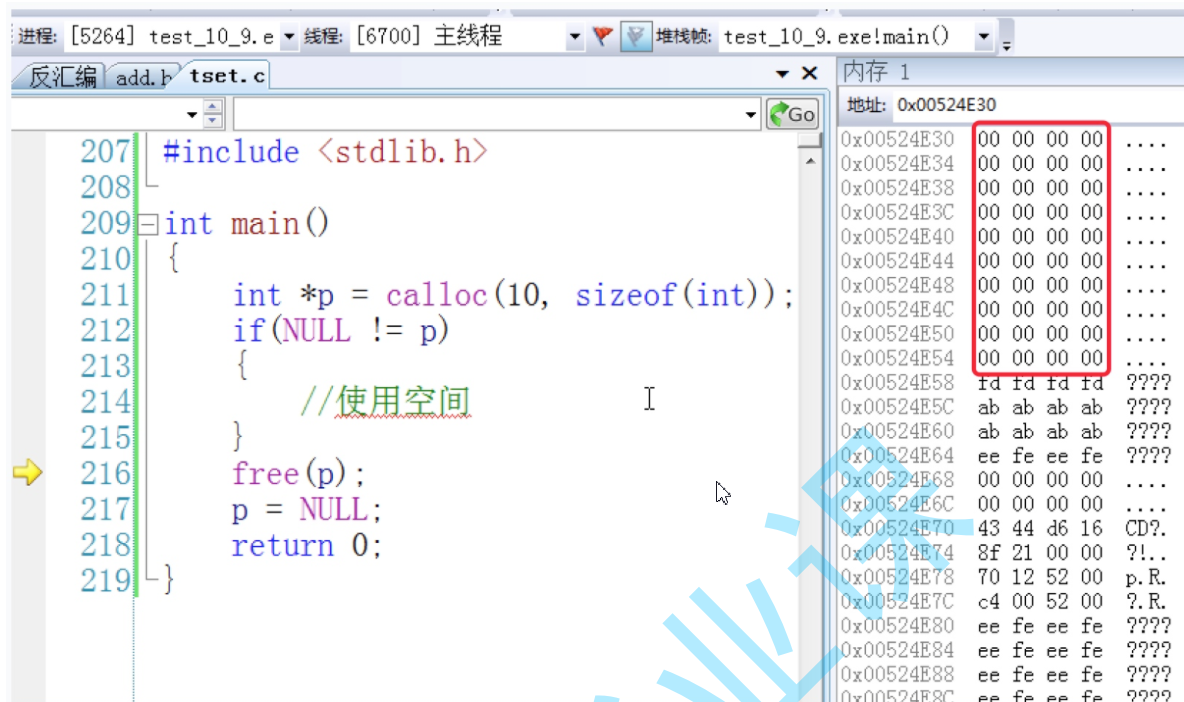 进程: [5264] test_10_9.e 线程: [6700] 主线程 堆栈帧: test_10_9.exe!main()
反汇编 add.h tset.c
Go
207 #include <stdlib.h>
208
209 int main()
210 {
211 int *p = calloc(10, sizeof(int));
212 if(NULL != p)
213 {
214 //使用空间
215 }
216 free(p);
217 p = NULL;
218 return 0;
219 }
内存 1
地址: 0x00524E30
0x00524E30 00 00 00 00 ....
0x00524E34 00 00 00 00 ....
0x00524E38 00 00 00 00 ....
0x00524E3C 00 00 00 00 ....
0x00524E40 00 00 00 00 ....
0x00524E44 00 00 00 00 ....
0x00524E48 00 00 00 00 ....
0x00524E4C 00 00 00 00 ....
0x00524E50 00 00 00 00 ....
0x00524E54 00 00 00 00 ....
0x00524E58 fd fd fd fd ????
0x00524E5C ab ab ab ab ????
0x00524E60 ab ab ab ab ????
0x00524E64 ee fe ee fe ????
0x00524E68 00 00 00 00 ....
0x00524E6C 00 00 00 00 ....
0x00524E70 43 44 d6 16 CD?.
0x00524E74 8f 21 00 00 ?!..
0x00524E78 70 12 52 00 p.R.
0x00524E7C c4 00 52 00 ?.R.
0x00524E80 ee fe ee fe ????
0x00524E84 ee fe ee fe ????
0x00524E88 ee fe ee fe ????
0x00524E8C ee fe ee fe ????
业课